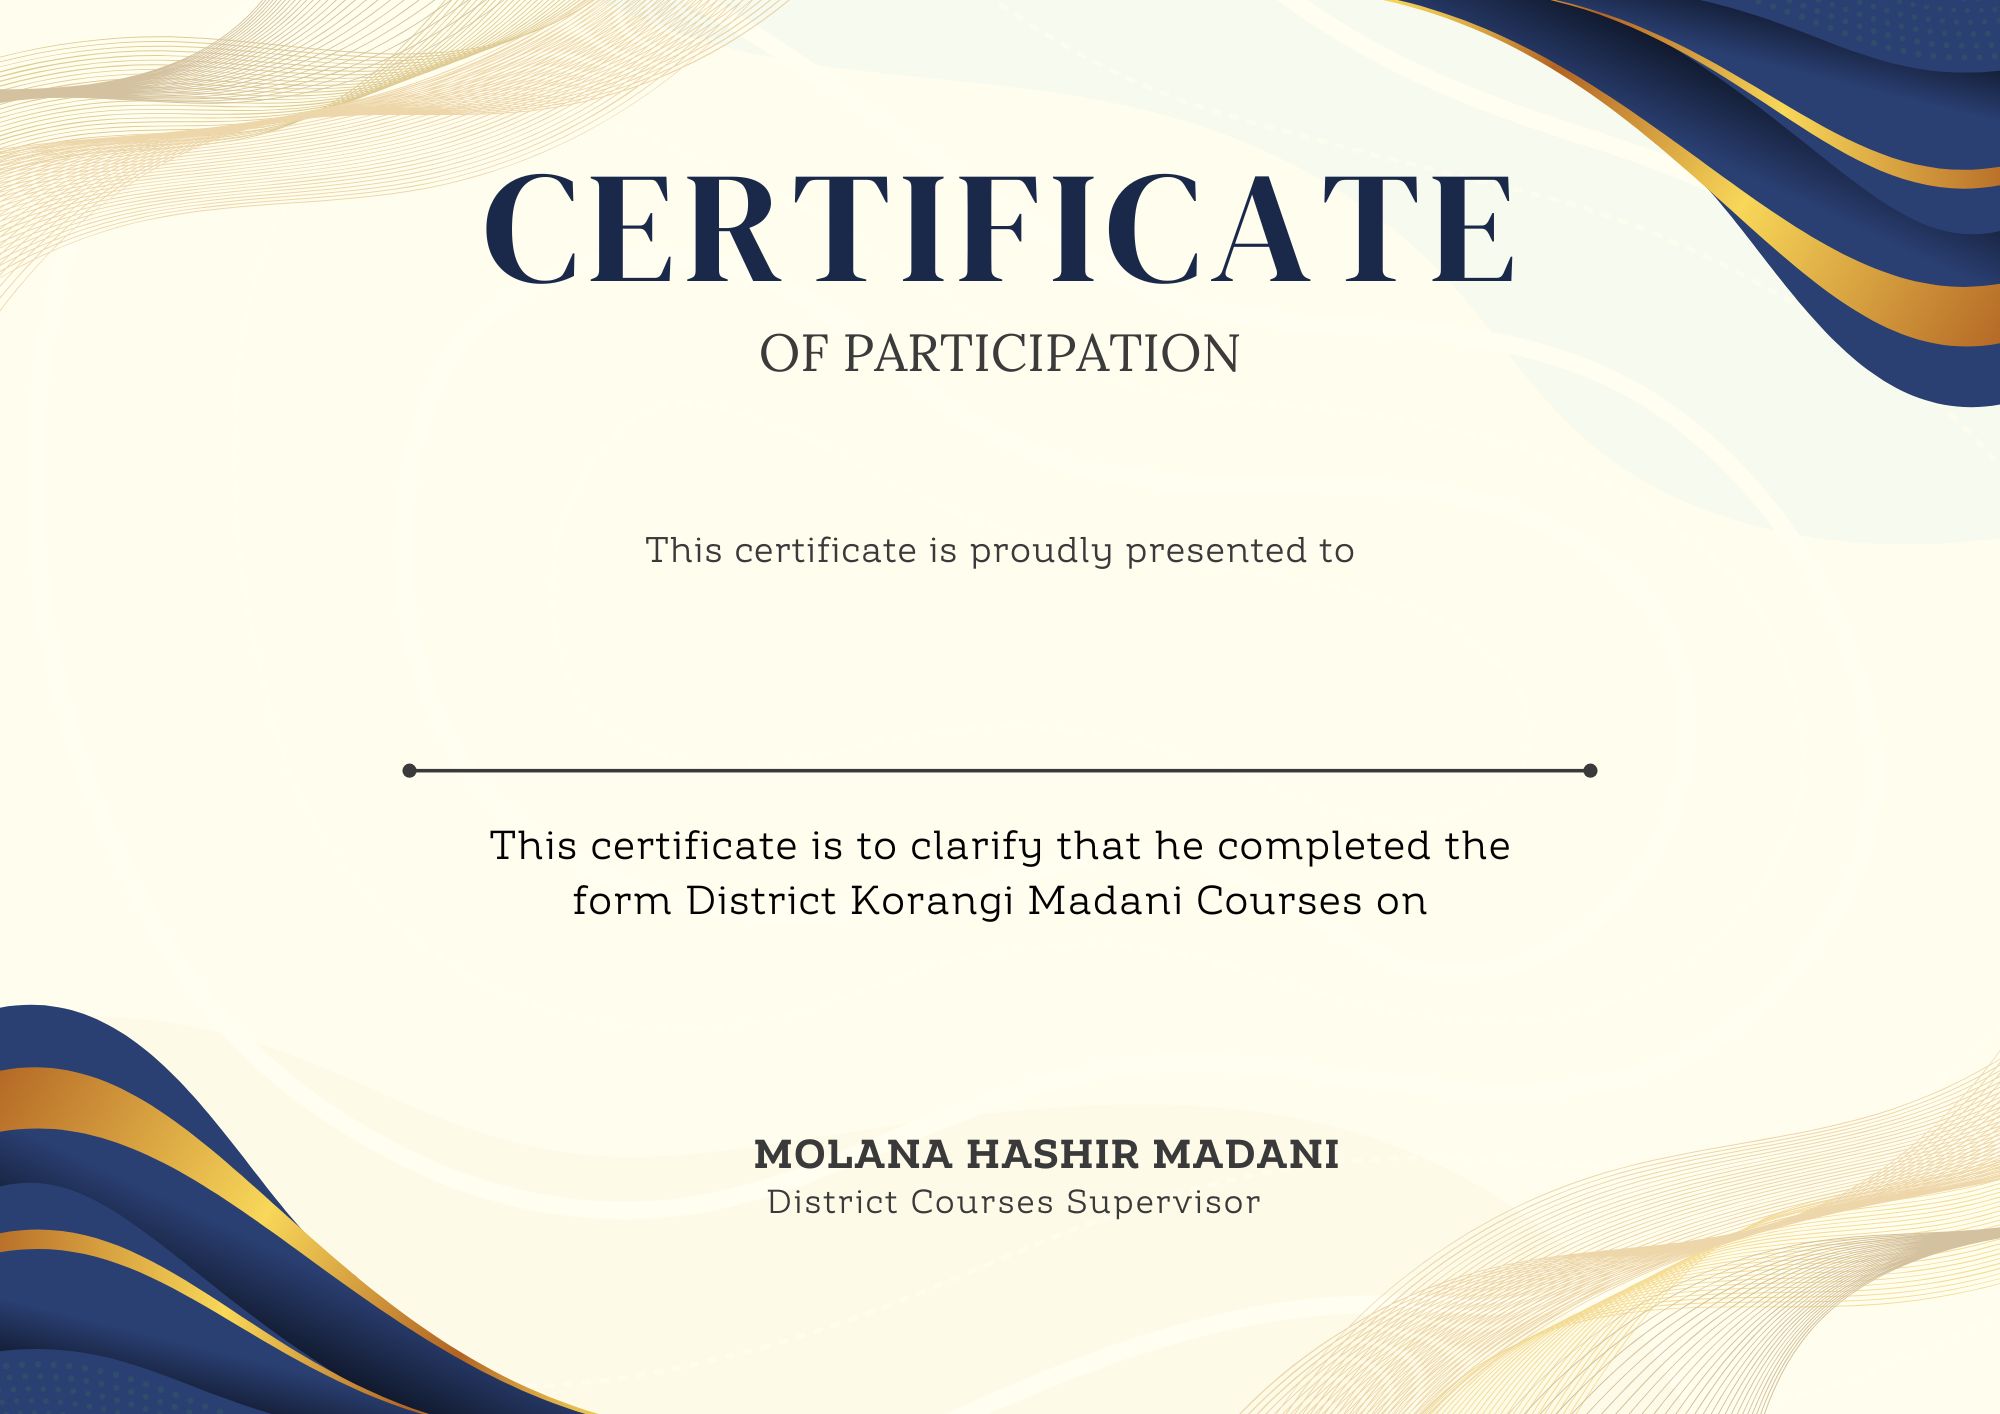 CERTIFICATE
OF PARTICIPATION
This certificate is proudly presented to
This certificate is to clarify that he completed the
form District Korangi Madani Courses on
MOLANA HASHIR MADANI
District Courses Supervisor